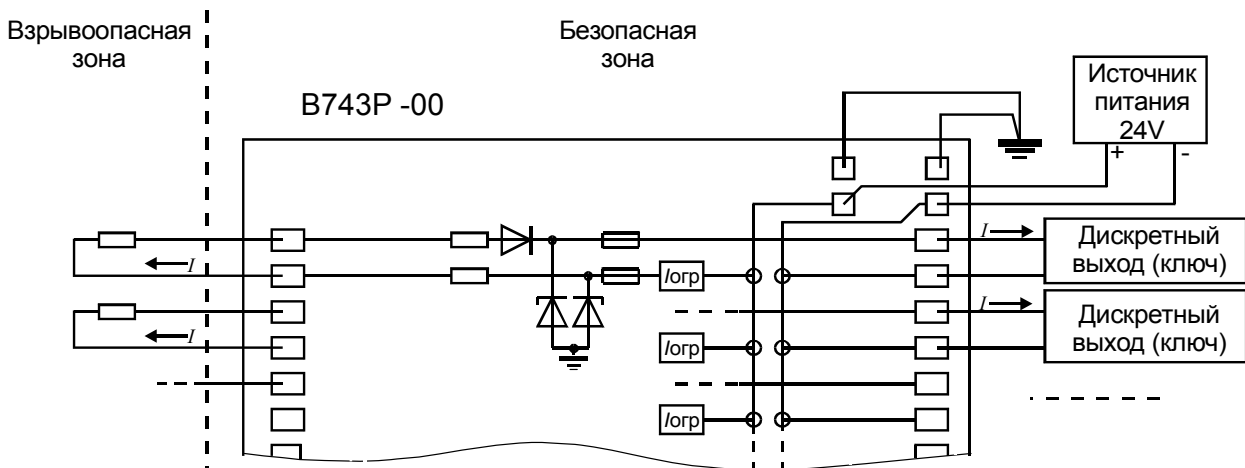 Взрывоопасная
зона
Безопасная
зона
B743P -00
Источник
питания
24V
+ -
I
Дискретный
выход (ключ)
I
Iогр
I
Дискретный
выход (ключ)
I
Iогр
Iогр